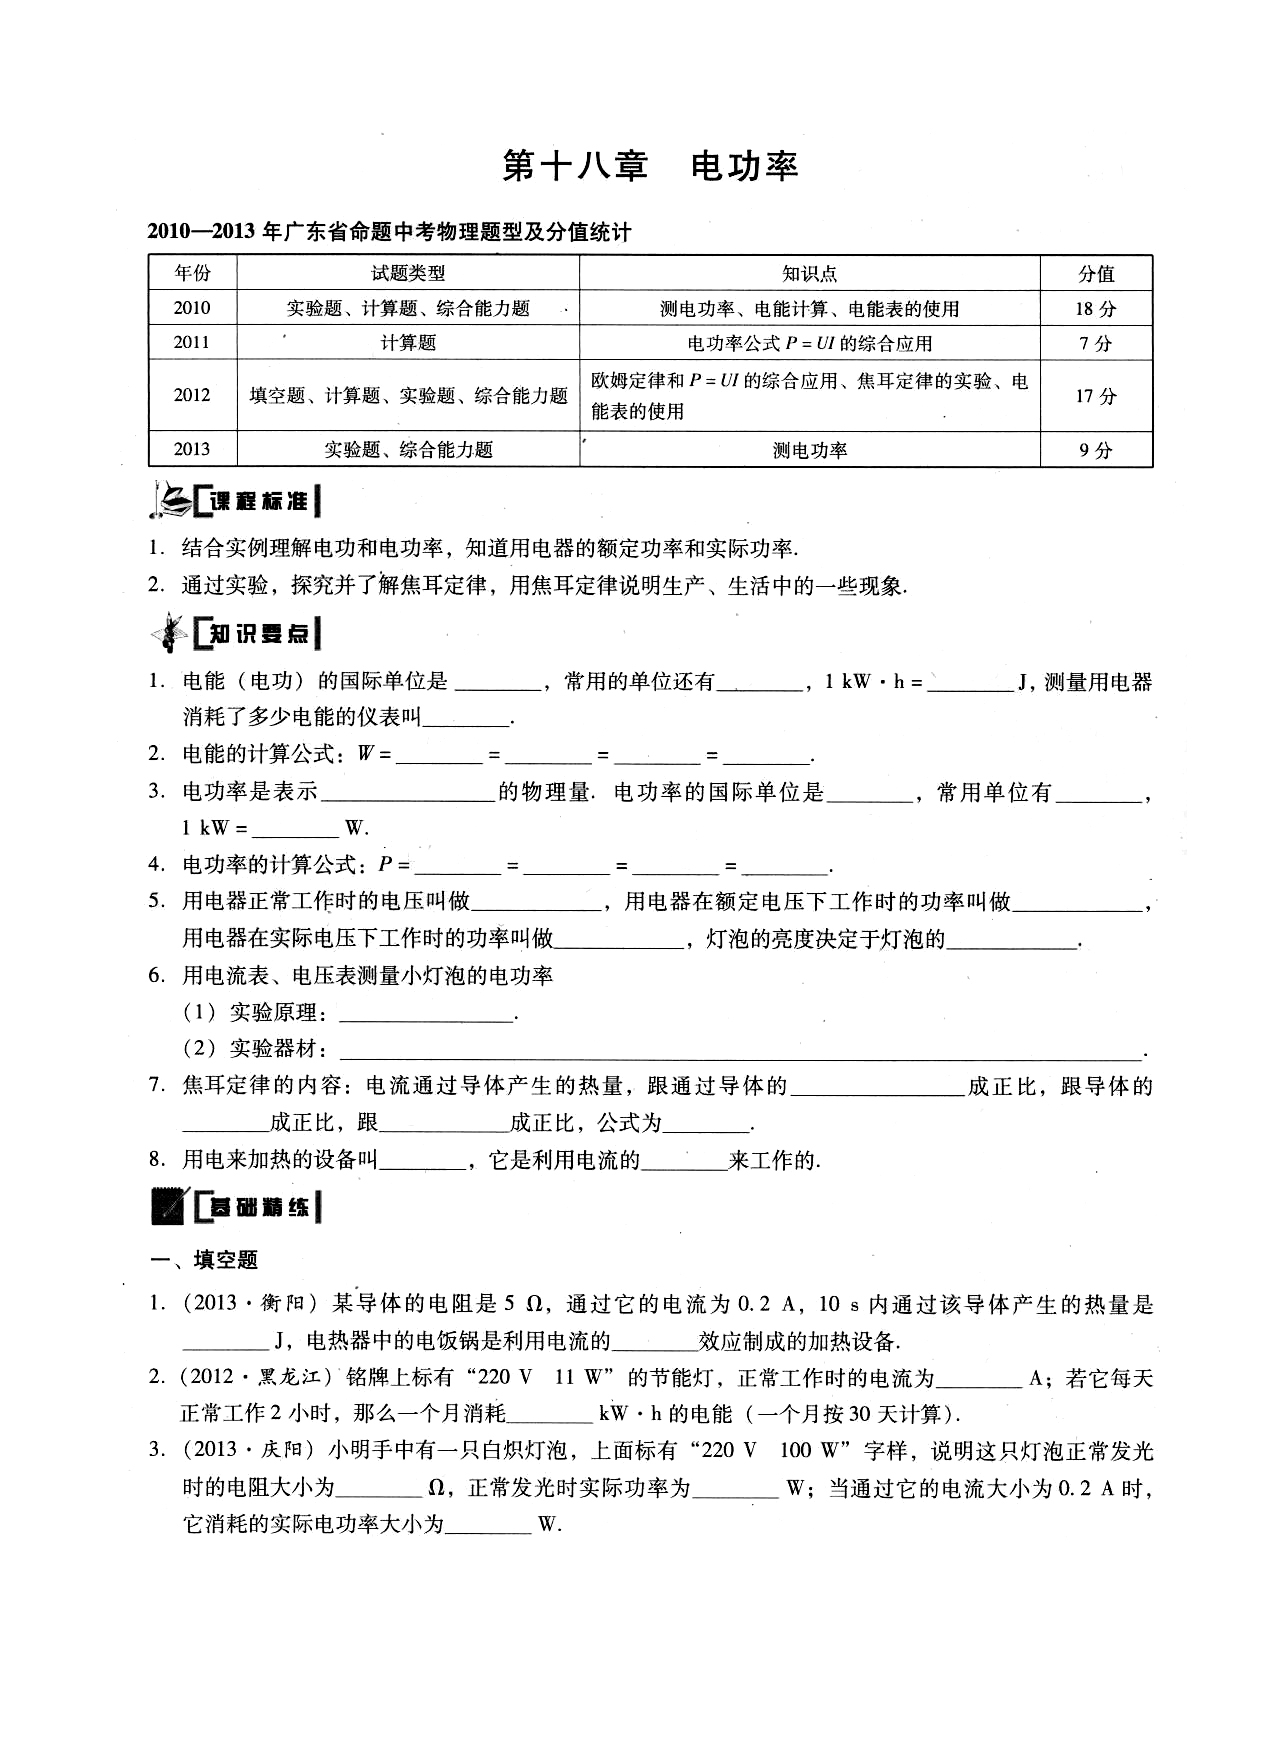 第十八章 电功率
2010—2013 年广东省命题中考物理题型及分值统计
年份 试题类型 知识点 分值
2010 实验题、计算题、综合能力题 测电功率、电能计算、电能表的使用 18 分
2011 计算题 电功率公式 P = UI 的综合应用 7 分
2012 填空题、计算题、实验题、综合能力题 欧姆定律和 P = UI 的综合应用、焦耳定律的实验、电
能表的使用 17 分
2013 实验题、综合能力题 测电功率 9 分
课程标准
1. 结合实例理解电功和电功率，知道用电器的额定功率和实际功率.
2. 通过实验，探究并了解焦耳定律，用焦耳定律说明生产、生活中的一些现象.
知识要点
1. 电能（电功）的国际单位是 ________，常用的单位还有________，1 kW·h = ________J, 测量用电器
消耗了多少电能的仪表叫________.
2. 电能的计算公式：W = ________ = ________ = ________ = ________.
3. 电功率是表示________________的物理量. 电功率的国际单位是________，常用单位有________，
1 kW = ________ W.
4. 电功率的计算公式：P = ________ = ________ = ________ = ________.
5. 用电器正常工作时的电压叫做____________，用电器在额定电压下工作时的功率叫做____________，
用电器在实际电压下工作时的功率叫做____________，灯泡的亮度决定于灯泡的____________.
6. 用电流表、电压表测量小灯泡的电功率
（1）实验原理：________________.
（2）实验器材：________________________________________________________________________.
7. 焦耳定律的内容：电流通过导体产生的热量，跟通过导体的________________成正比，跟导体的
________成正比，跟____________成正比，公式为________.
8. 用电来加热的设备叫________，它是利用电流的________来工作的.
基础精练
一、填空题
1.（2013·衡阳）某导体的电阻是 5 Ω，通过它的电流为 0.2 A，10 s 内通过该导体产生的热量是
________ J，电热器中的电饭锅是利用电流的________效应制成的加热设备.
2.（2012·黑龙江）铭牌上标有“220 V 11 W”的节能灯，正常工作时的电流为________ A；若它每天
正常工作 2 小时，那么一个月消耗________ kW·h 的电能（一个月按 30 天计算）.
3.（2013·庆阳）小明手中有一只白炽灯泡，上面标有“220 V 100 W”字样，说明这只灯泡正常发光
时的电阻大小为________ Ω，正常发光时实际功率为________ W；当通过它的电流大小为 0.2 A 时，
它消耗的实际电功率大小为________ W.